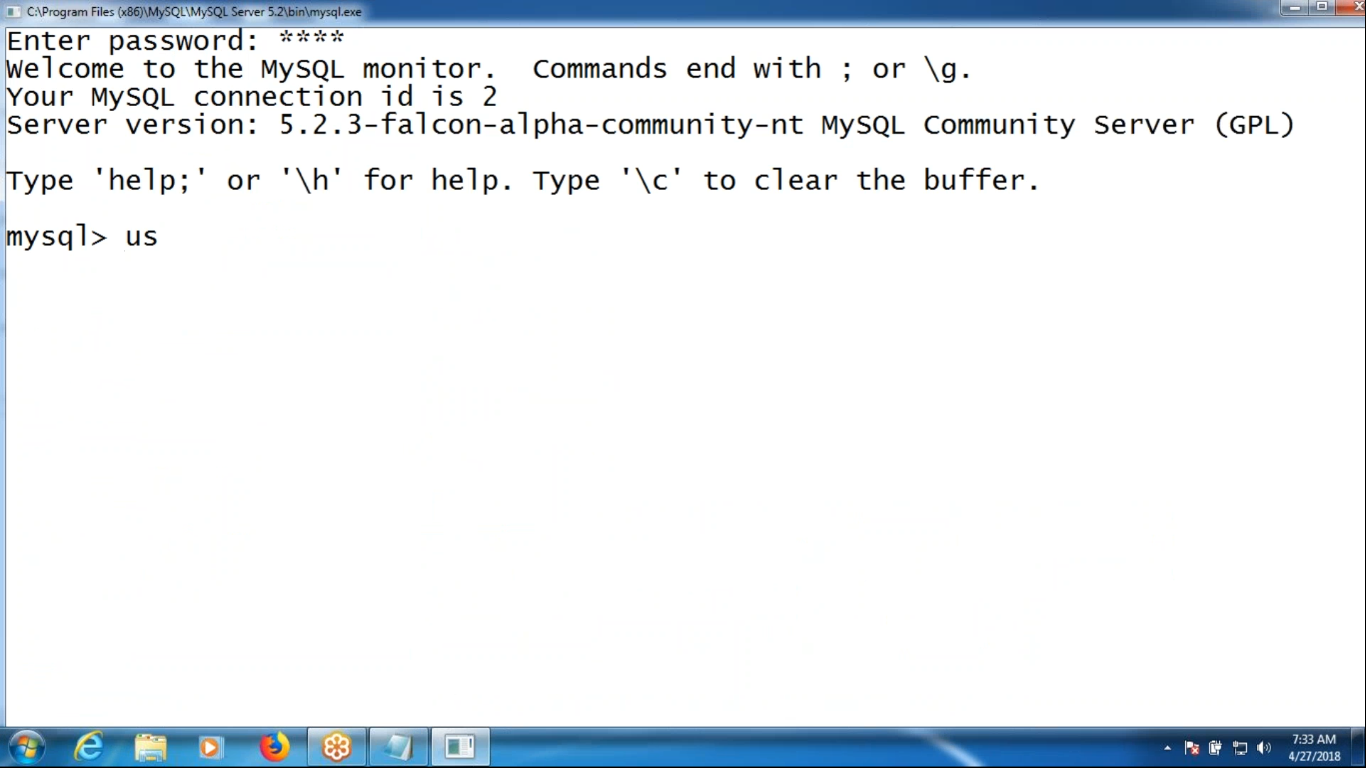 C:\Program Files (x86)\MySQL\MySQL Server 5.2\bin\mysql.exe
Enter password: ****
Welcome to the MySQL monitor.  Commands end with ; or \g.
Your MySQL connection id is 2
Server version: 5.2.3-falcon-alpha-community-nt MySQL Community Server (GPL)
Type 'help;' or '\h' for help. Type '\c' to clear the buffer.
mysql> us
7:33 AM
4/27/2018